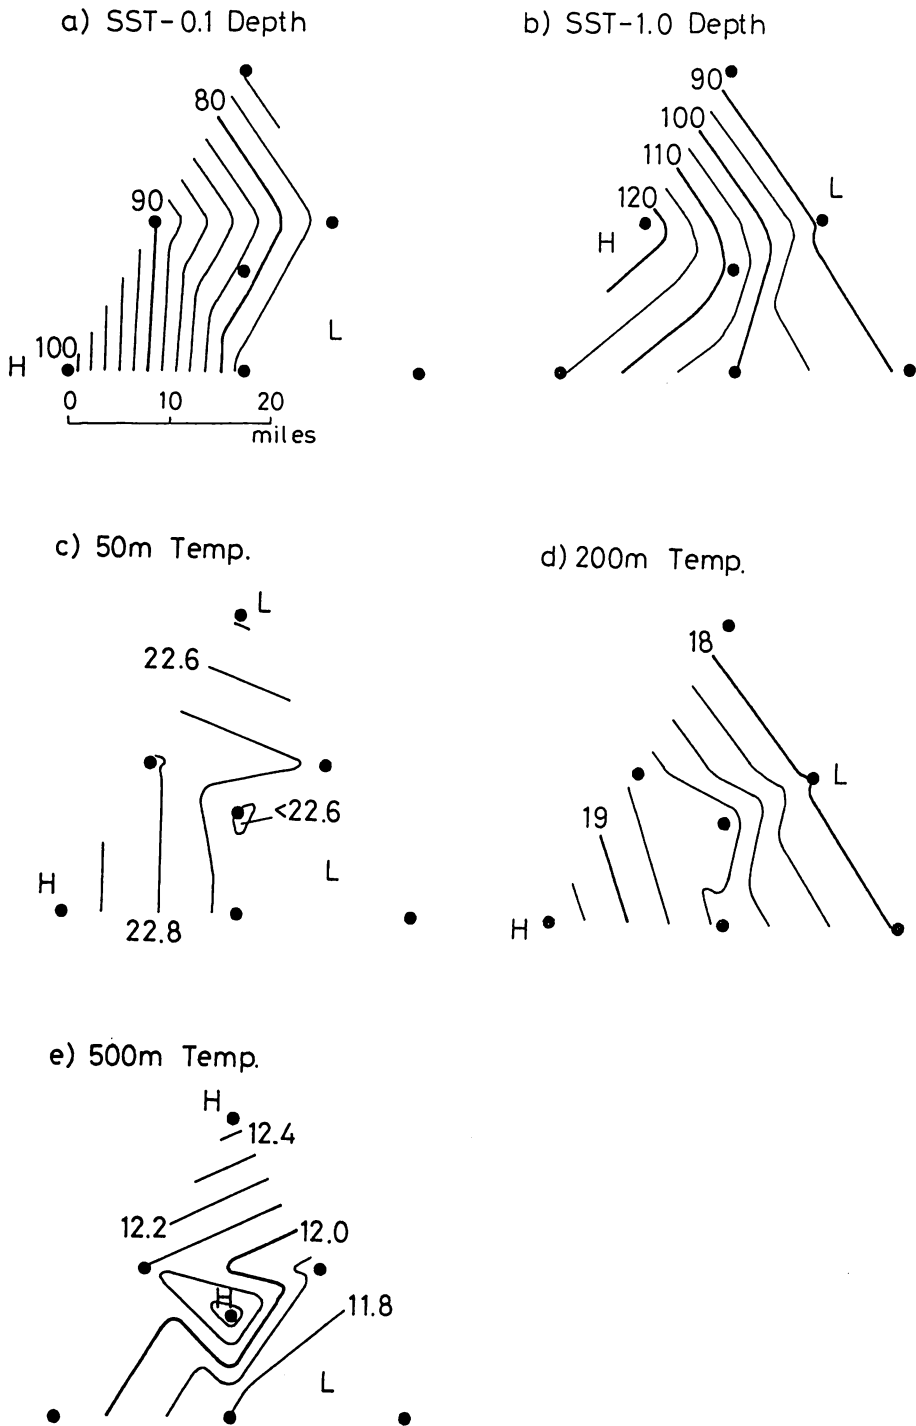 a) SST-0.1 Depth
80
90
H 100
L
0 10 20
miles
b) SST-1.0 Depth
90
100
110
120
L
H
c) 50m Temp.
L
22.6
<22.6
H
L
22.8
d) 200m Temp.
18
L
19
H
e) 500m Temp.
H
12.4
12.2
12.0
H
11.8
L